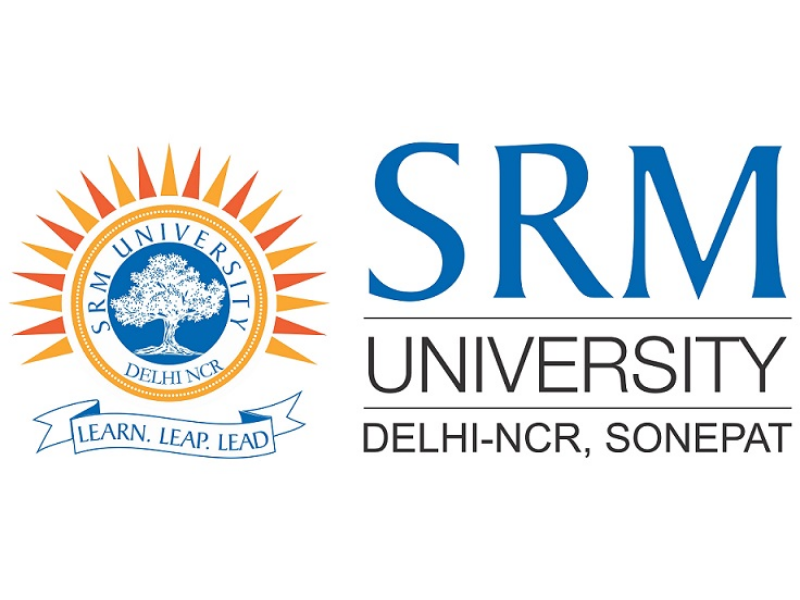 SRM UNIVERSITY
DELHI NCR
LEARN. LEAP. LEAD
SRM
UNIVERSITY
DELHI-NCR, SONEPAT